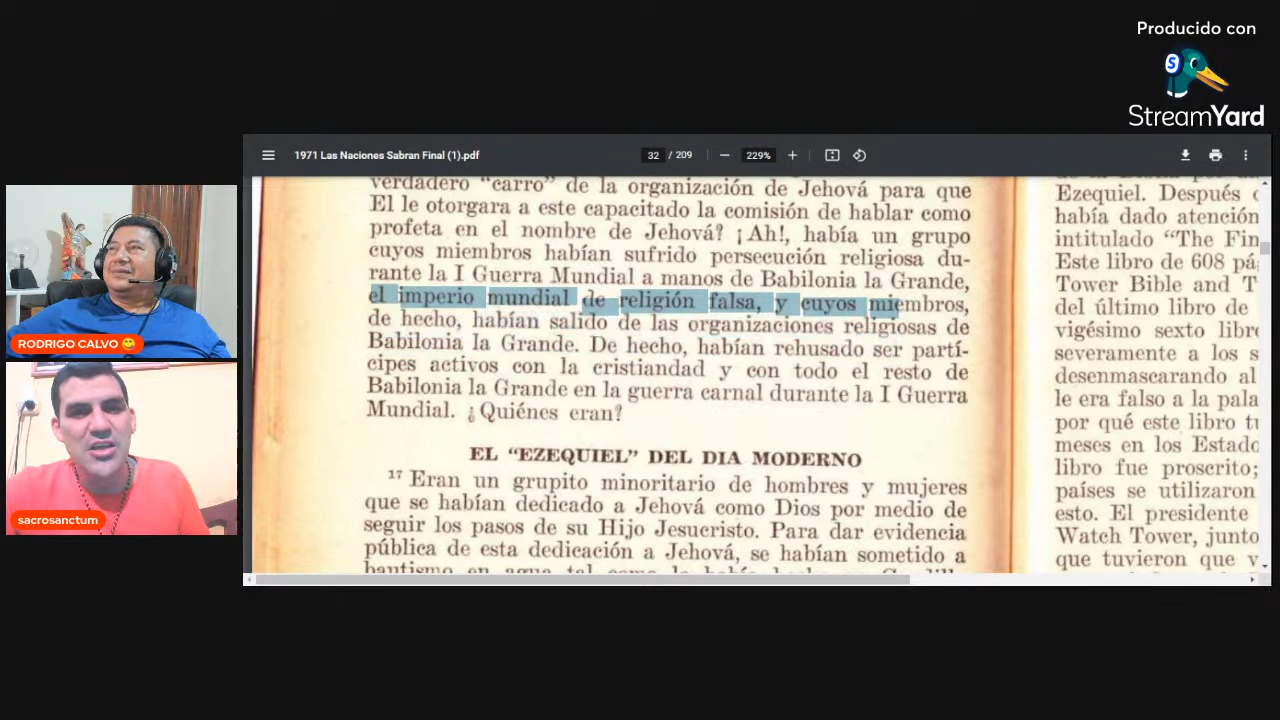 Producido con
StreamYard
1971 Las Naciones Sabran Final (1).pdf
32 / 209
229%
verdadero “carro” de la organización de Jehová para que
El le otorgara a este capacitado la comisión de hablar como
profeta en el nombre de Jehová? ¡Ah!, había un grupo
cuyos miembros habían sufrido persecución religiosa du-
rante la I Guerra Mundial a manos de Babilonia la Grande,
el imperio mundial de religión falsa, y cuyos miembros,
de hecho, habían salido de las organizaciones religiosas de
Babilonia la Grande. De hecho, habían rehusado ser partí-
cipes activos con la cristiandad y con todo el resto de
Babilonia la Grande en la guerra carnal durante la I Guerra
Mundial. ¿Quiénes eran?
EL “EZEQUIEL” DEL DIA MODERNO
17 Eran un grupito minoritario de hombres y mujeres
que se habían dedicado a Jehová como Dios por medio de
seguir los pasos de su Hijo Jesucristo. Para dar evidencia
pública de esta dedicación a Jehová, se habían sometido a
Ezequiel. Después
había dado atención
intitulado “The Fin
Este libro de 608 pá
Tower Bible and T
del último libro de
vigésimo sexto libr
severamente a los s
desenmascarando al
le era falso a la pala
por qué este libro t
meses en los Estado
libro fue proscrito;
países se utilizaron
esto. El presidente
Watch Tower, junto
que tuvieron que v
RODRIGO CALVO 😋
sacrosanctum